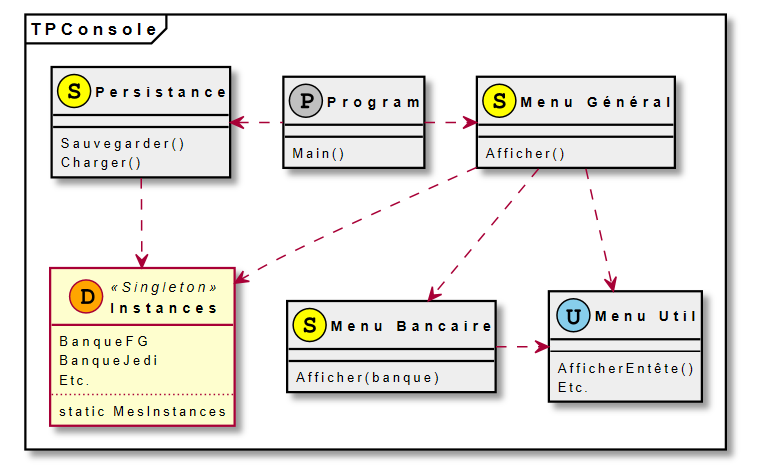 TPConsole
S Persistance
Sauvegarder()
Charger()
P Program
Main()
S Menu Général
Afficher()
D «Singleton»
Instances
BanqueFG
BanqueJedi
Etc.
static MesInstances
S Menu Bancaire
Afficher(banque)
U Menu Util
AfficherEntête()
Etc.